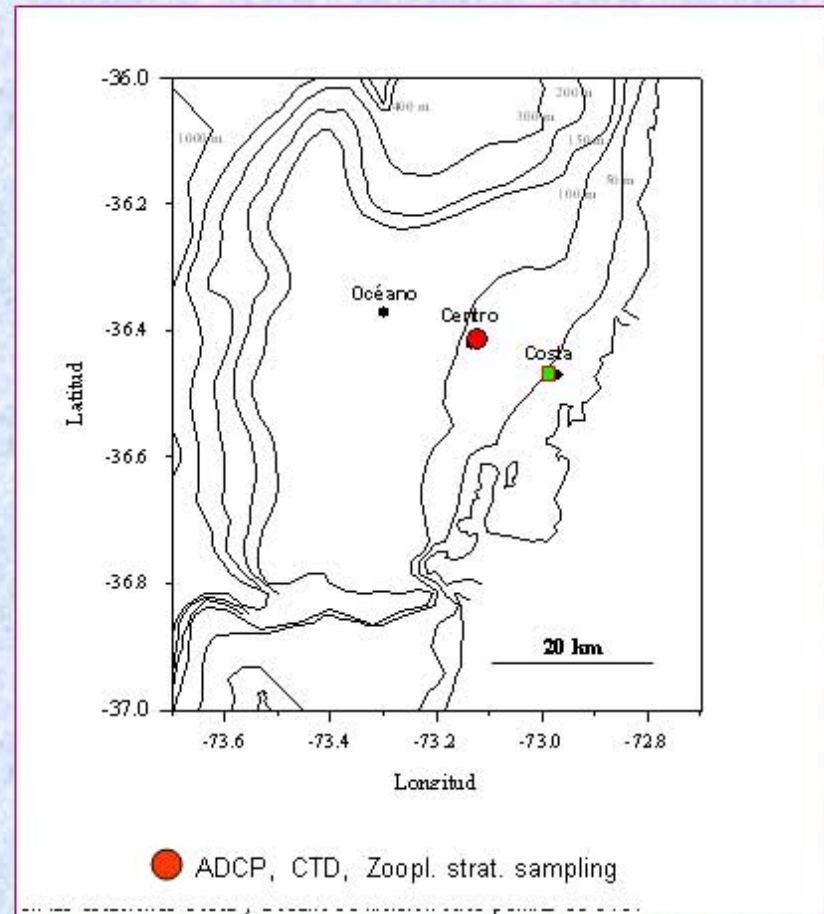 -36.0
400 m
200 m
300 m
1000 m
150 m
50 m
100 m
-36.2
Océano
Centro
-36.4
Costa
Latitud
-36.6
-36.8
20 km
-37.0
-73.6 -73.4 -73.2 -73.0 -72.8
Longitud
ADCP, CTD, Zoopl. strat. sampling